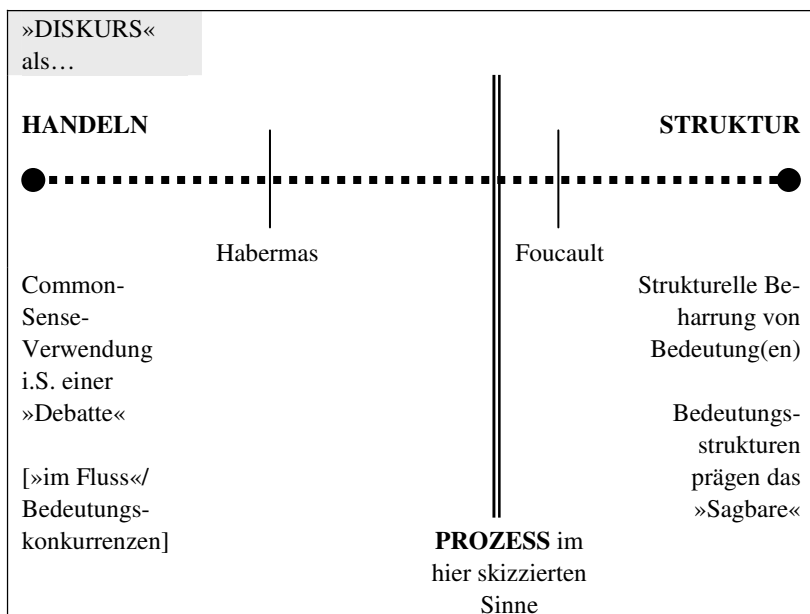 »DISKURS«
als…
HANDELN
STRUKTUR
Habermas
Foucault
Common-
Sense-
Verwendung
i.S. einer
»Debatte«
[»im Fluss«/
Bedeutungs-
konkurrenzen]
Strukturelle Be-
harrung von
Bedeutung(en)
Bedeutungs-
strukturen
prägen das
»Sagbare«
PROZESS im
hier skizzierten
Sinne